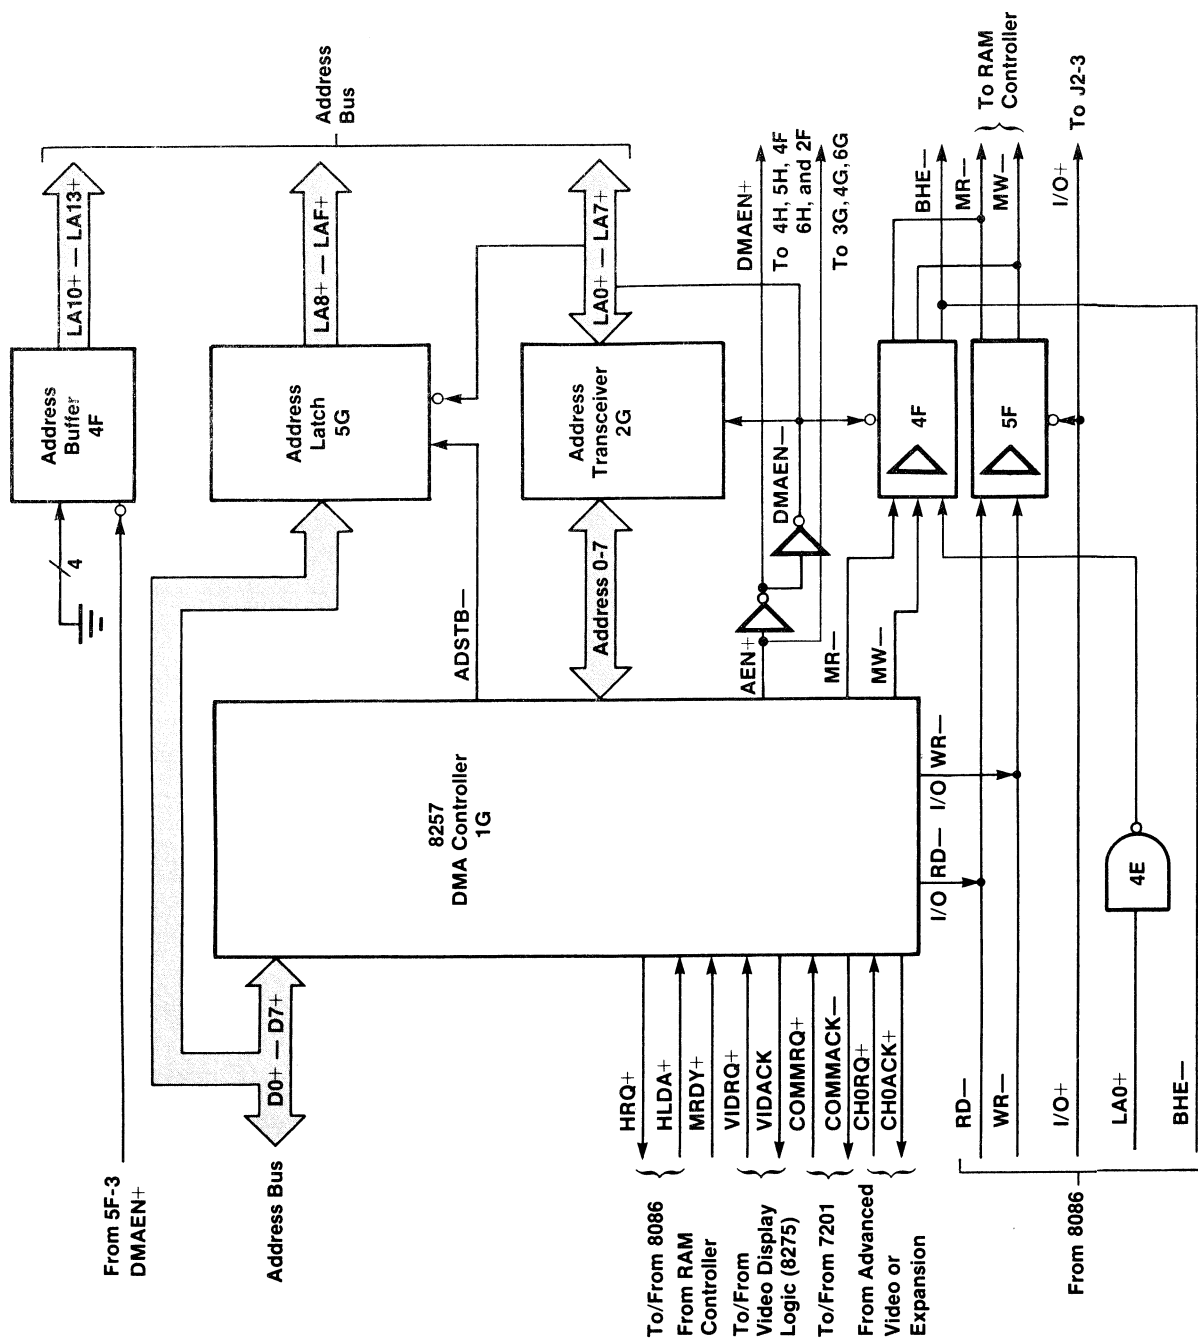 Address
Bus
LA10+ — LA13+
LA8+ — LAF+
LA0+ — LA7+
DMAEN+
To 4H, 5H, 4F
6H, and 2F
To 3G, 4G, 6G
BHE—
MR—
MW—
To RAM
Controller
I/O+
To J2-3
Address
Buffer
4F
Address
Latch
5G
Address
Transceiver
2G
4F
5F
DMAEN—
4
ADSTB—
Address 0-7
AEN+
MR—
MW—
8257
DMA Controller
1G
I/O RD—
I/O WR—
4E
D0+ — D7+
From 5F-3
DMAEN+
Address Bus
HRQ+
HLDA+
MRDY+
VIDRQ+
VIDACK
COMMRQ+
COMMACK—
CH0RQ+
CH0ACK+
RD—
WR—
I/O+
LA0+
BHE—
To/From 8086
From RAM
Controller
To/From
Video Display
Logic (8275)
To/From 7201
From Advanced
Video or
Expansion
From 8086